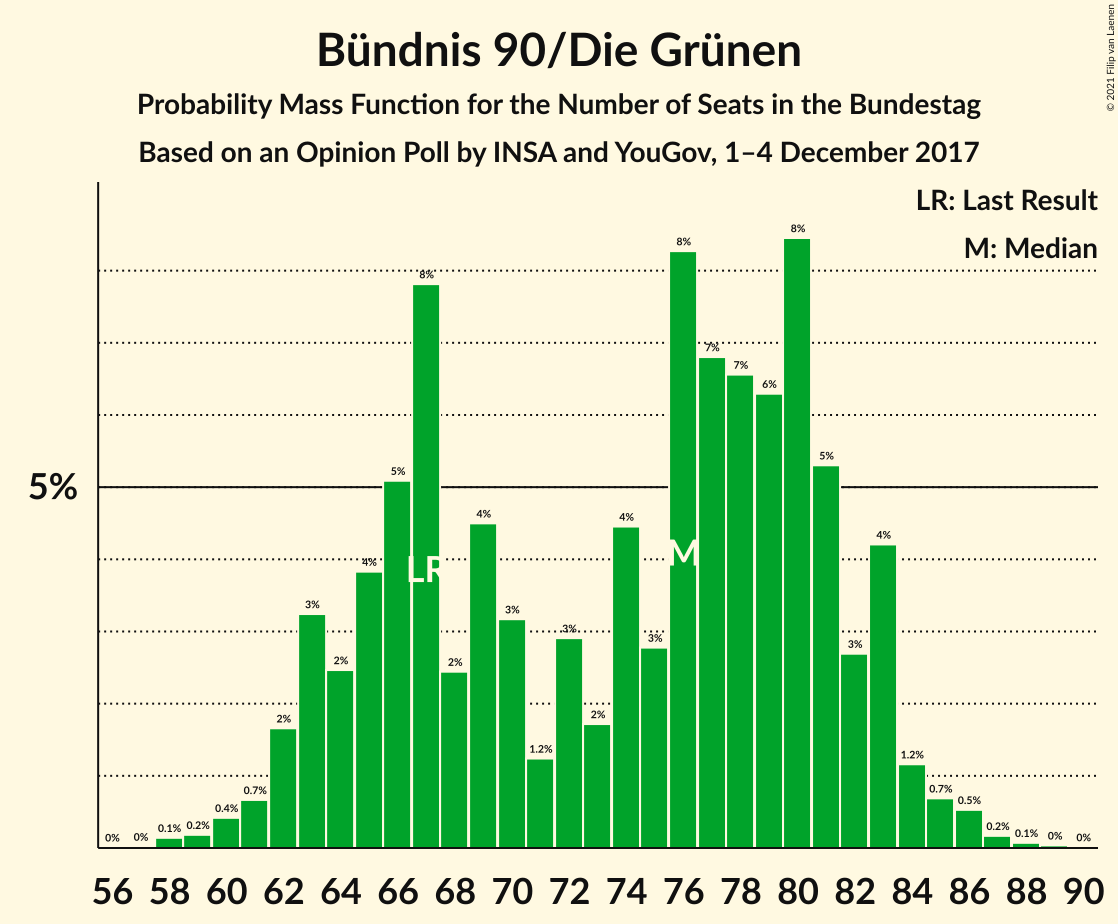 Bündnis 90/Die Grünen
Probability Mass Function for the Number of Seats in the Bundestag
Based on an Opinion Poll by INSA and YouGov, 1–4 December 2017
© 2021 Filip van Laenen
LR: Last Result
M: Median
5%
0% 0% 0.1% 0.2% 0.4% 0.7% 2% 3% 2% 4% 5% 8% 2% 4% 3% 1.2% 3% 2% 4% 3% 8% 7% 7% 6% 8% 5% 3% 4% 1.2% 0.7% 0.5% 0.2% 0.1% 0% 0%
LR M
56 58 60 62 64 66 68 70 72 74 76 78 80 82 84 86 88 90